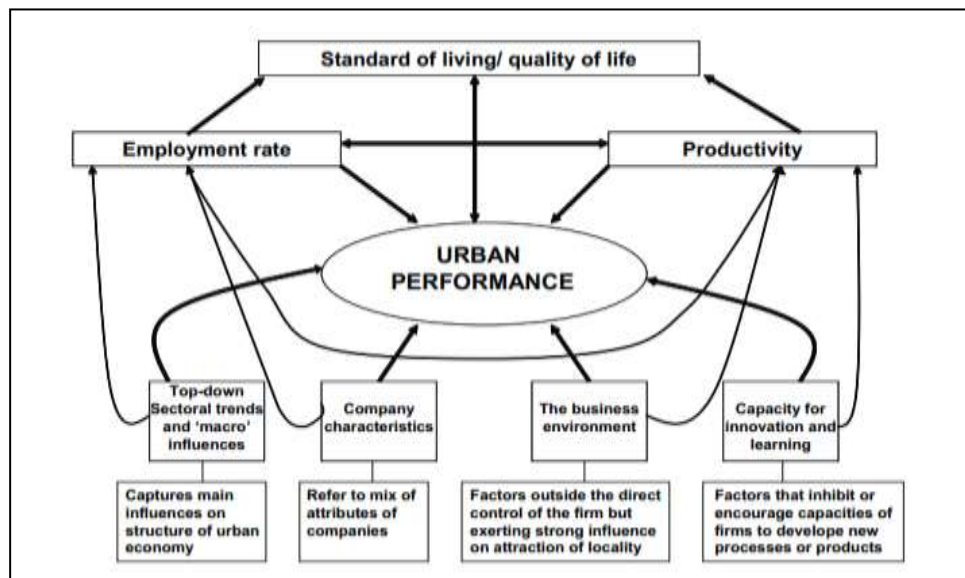 Standard of living/ quality of life
Employment rate
Productivity
URBAN
PERFORMANCE
Top-down
Sectoral trends
and ‘macro’
influences
Company
characteristics
The business
environment
Capacity for
innovation and
learning
Captures main
influences on
structure of urban
economy
Refer to mix of
attributes of
companies
Factors outside the direct
control of the firm but
exerting strong influence
on attraction of locality
Factors that inhibit or
encourage capacities of
firms to develope new
processes or products